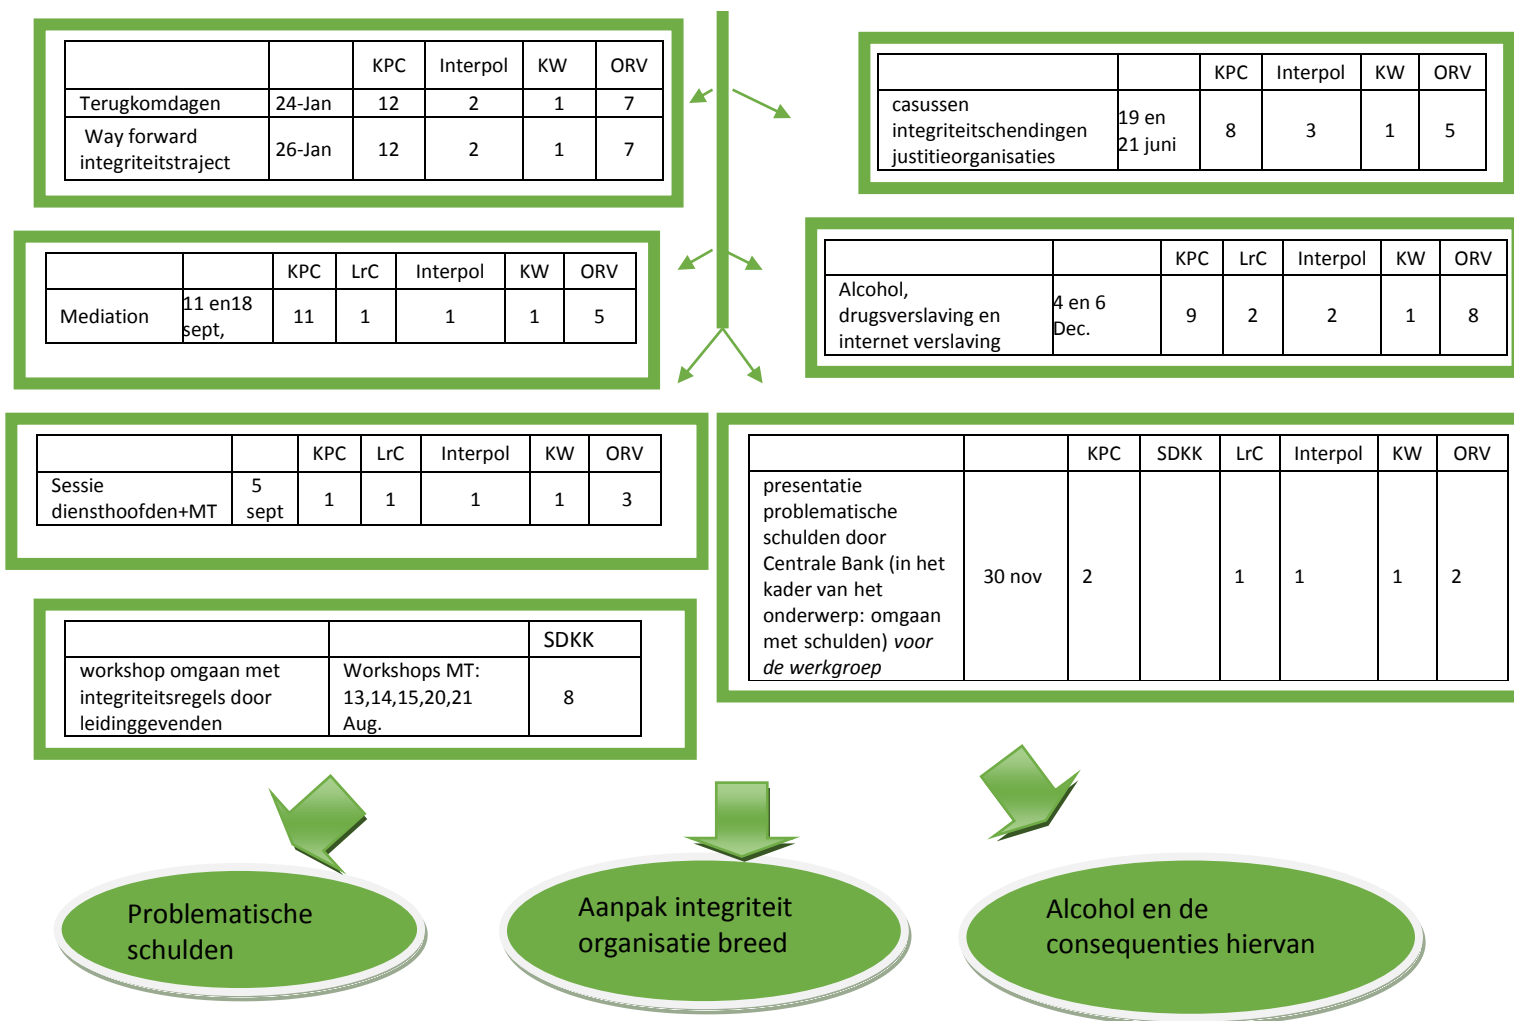 KPC Interpol KW ORV
Terugkomdagen 24-Jan 12 2 1 7
Way forward
integriteitstraject 26-Jan 12 2 1 7
KPC Interpol KW ORV
casussen
integriteitschendingen
justitieorganisaties
19 en
21 juni
8 3 1 5
KPC LrC Interpol KW ORV
Mediation
11 en18
sept,
11 1 1 1 5
KPC LrC Interpol KW ORV
Alcohol,
drugsverslaving en
internet verslaving
4 en 6
Dec.
9 2 2 1 8
KPC LrC Interpol KW ORV
Sessie
diensthoofden+MT
5
sept
1 1 1 1 3
KPC SDKK LrC Interpol KW ORV
presentatie
problematische
schulden door
Centrale Bank (in het
kader van het
onderwerp: omgaan
met schulden) voor
de werkgroep
30 nov 2 1 1 1 2
SDKK
workshop omgaan met
integriteitsregels door
leidinggevenden
Workshops MT:
13,14,15,20,21
Aug.
8
Problematische
schulden
Aanpak integriteit
organisatie breed
Alcohol en de
consequenties hiervan